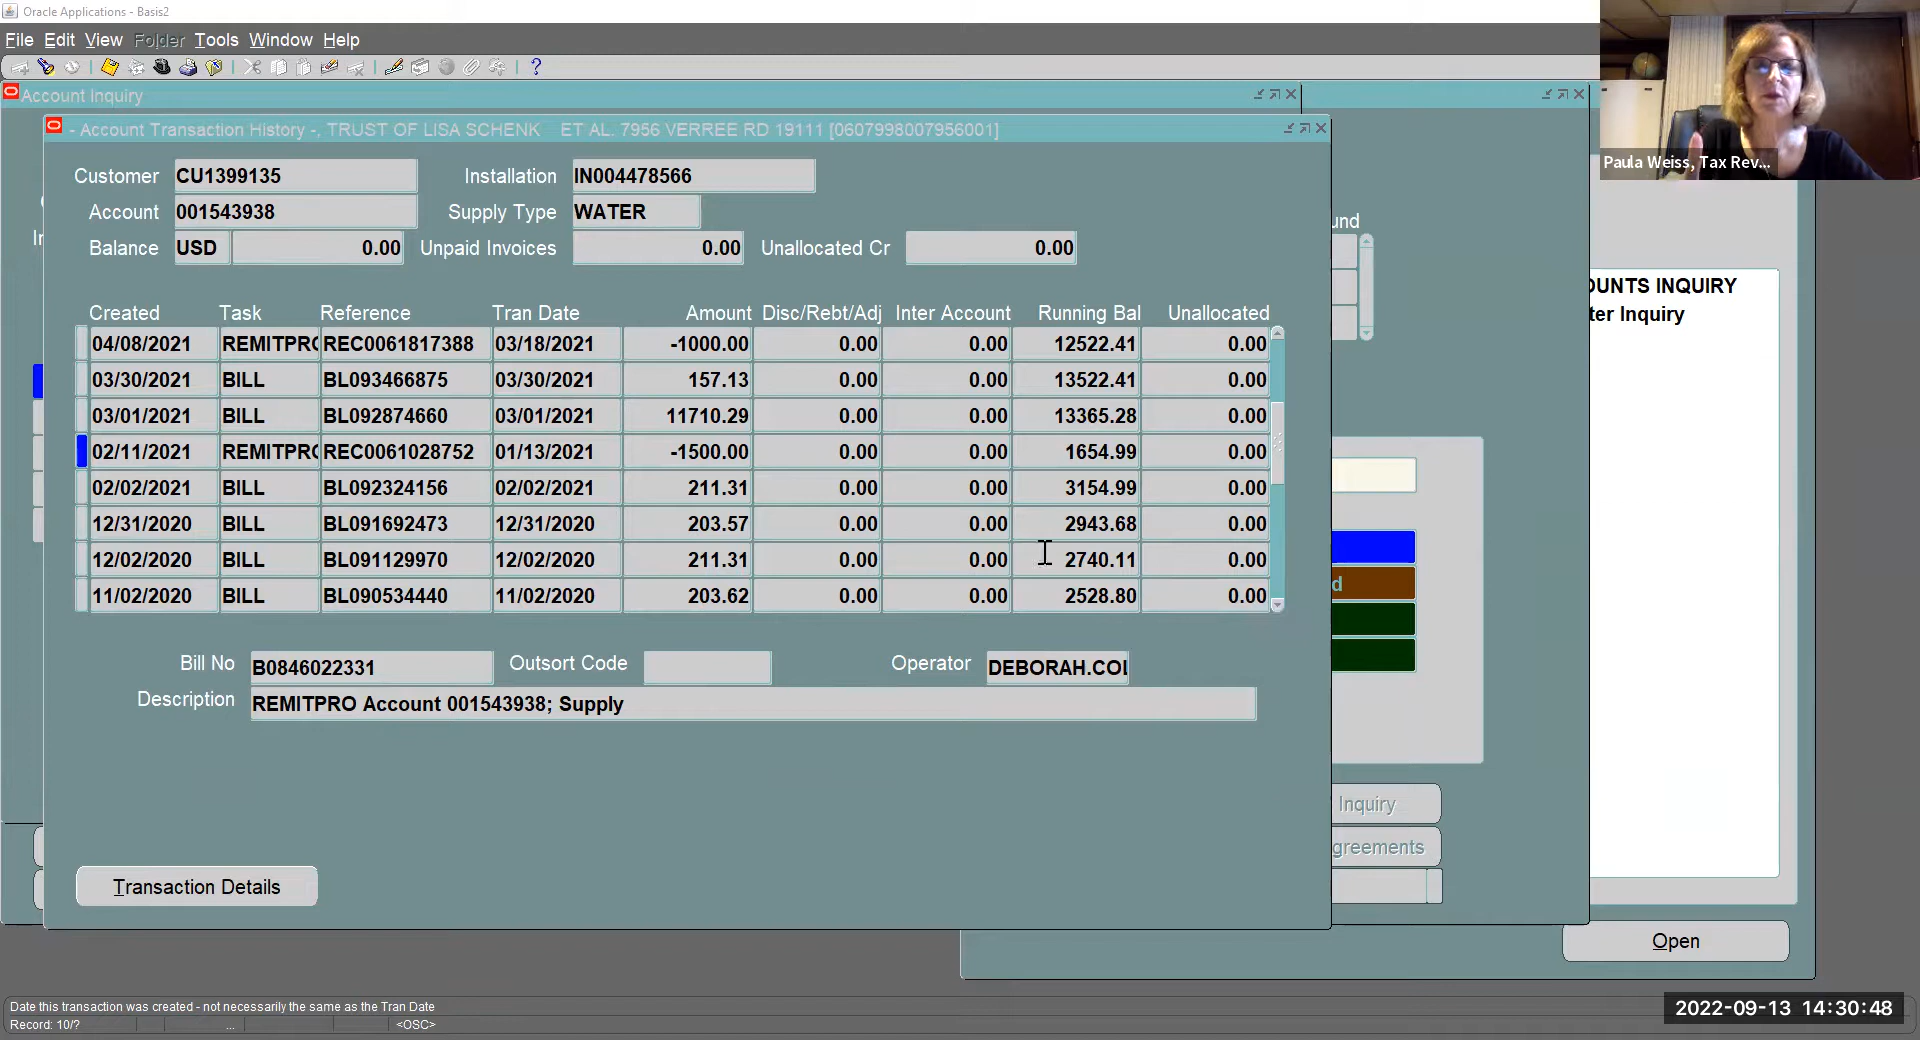 Oracle Applications - Basis2
File Edit View Folder Tools Window Help
Account Inquiry
- Account Transaction History -, TRUST OF LISA SCHENK ET AL. 7956 VERREE RD 19111 [0607998007956001]
Customer CU1399135 Installation IN004478566
Account 001543938 Supply Type WATER
Balance USD 0.00 Unpaid Invoices 0.00 Unallocated Cr 0.00
Created Task Reference Tran Date Amount Disc/Rebt/Adj Inter Account Running Bal Unallocated
04/08/2021 REMITPRO REC0061817388 03/18/2021 -1000.00 0.00 0.00 12522.41 0.00
03/30/2021 BILL BL093466875 03/30/2021 157.13 0.00 0.00 13522.41 0.00
03/01/2021 BILL BL092874660 03/01/2021 11710.29 0.00 0.00 13365.28 0.00
02/11/2021 REMITPRO REC0061028752 01/13/2021 -1500.00 0.00 0.00 1654.99 0.00
02/02/2021 BILL BL092324156 02/02/2021 211.31 0.00 0.00 3154.99 0.00
12/31/2020 BILL BL091692473 12/31/2020 203.57 0.00 0.00 2943.68 0.00
12/02/2020 BILL BL091129970 12/02/2020 211.31 0.00 0.00 2740.11 0.00
11/02/2020 BILL BL090534440 11/02/2020 203.62 0.00 0.00 2528.80 0.00
Bill No B0846022331 Outsort Code Operator DEBORAH.COL
Description REMITPRO Account 001543938; Supply
Transaction Details
und
d
Inquiry
greements
OUNTS INQUIRY
ter Inquiry
Open
Paula Weiss, Tax Rev...
Date this transaction was created - not necessarily the same as the Tran Date
Record: 10/? ... <OSC>
2022-09-13 14:30:48